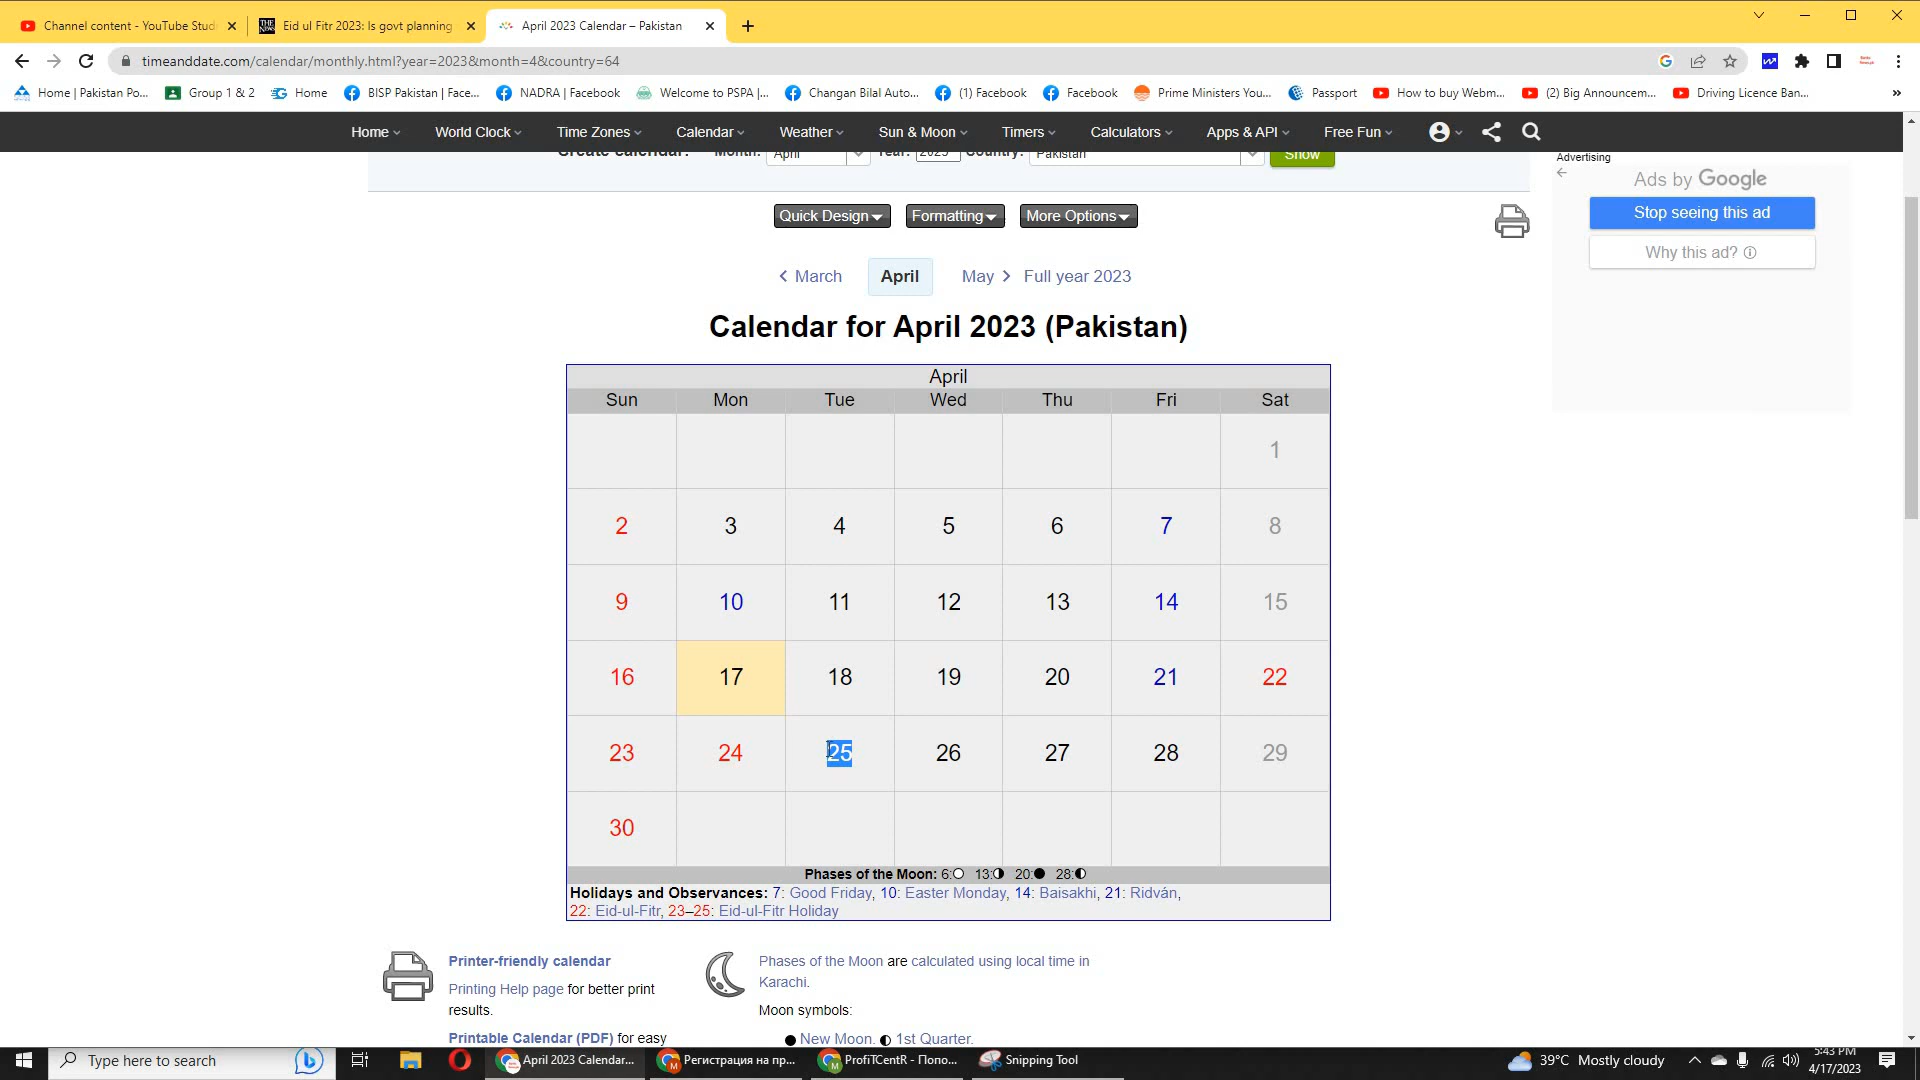 Channel content - YouTube Stud
Eid ul Fitr 2023: Is govt planning
April 2023 Calendar – Pakistan
timeanddate.com/calendar/monthly.html?year=2023&month=4&country=64
Home | Pakistan Po... Group 1 & 2 Home BISP Pakistan | Face... NADRA | Facebook Welcome to PSPA |... Changan Bilal Auto... (1) Facebook Facebook Prime Ministers You... Passport How to buy Webm... (2) Big Announcem... Driving Licence Ban... »
Home World Clock Time Zones Calendar Weather Sun & Moon Timers Calculators Apps & API Free Fun
Create calendar: Month: April Year: 2023 Country: Pakistan Show
Advertising
Ads by Google
Stop seeing this ad
Why this ad?
Quick Design Formatting More Options
March April May Full year 2023
Calendar for April 2023 (Pakistan)
April
Sun Mon Tue Wed Thu Fri Sat
1
2 3 4 5 6 7 8
9 10 11 12 13 14 15
16 17 18 19 20 21 22
23 24 25 26 27 28 29
30
Phases of the Moon: 6: 13: 20: 28:
Holidays and Observances: 7: Good Friday, 10: Easter Monday, 14: Baisakhi, 21: Ridván,
22: Eid-ul-Fitr, 23–25: Eid-ul-Fitr Holiday
Printer-friendly calendar
Printing Help page for better print
results.
Printable Calendar (PDF) for easy
Phases of the Moon are calculated using local time in
Karachi.
Moon symbols:
New Moon. 1st Quarter.
Type here to search
April 2023 Calendar...
Регистрация на пр...
ProfiTCentR - Попо...
Snipping Tool
39°C Mostly cloudy
5:43 PM
4/17/2023